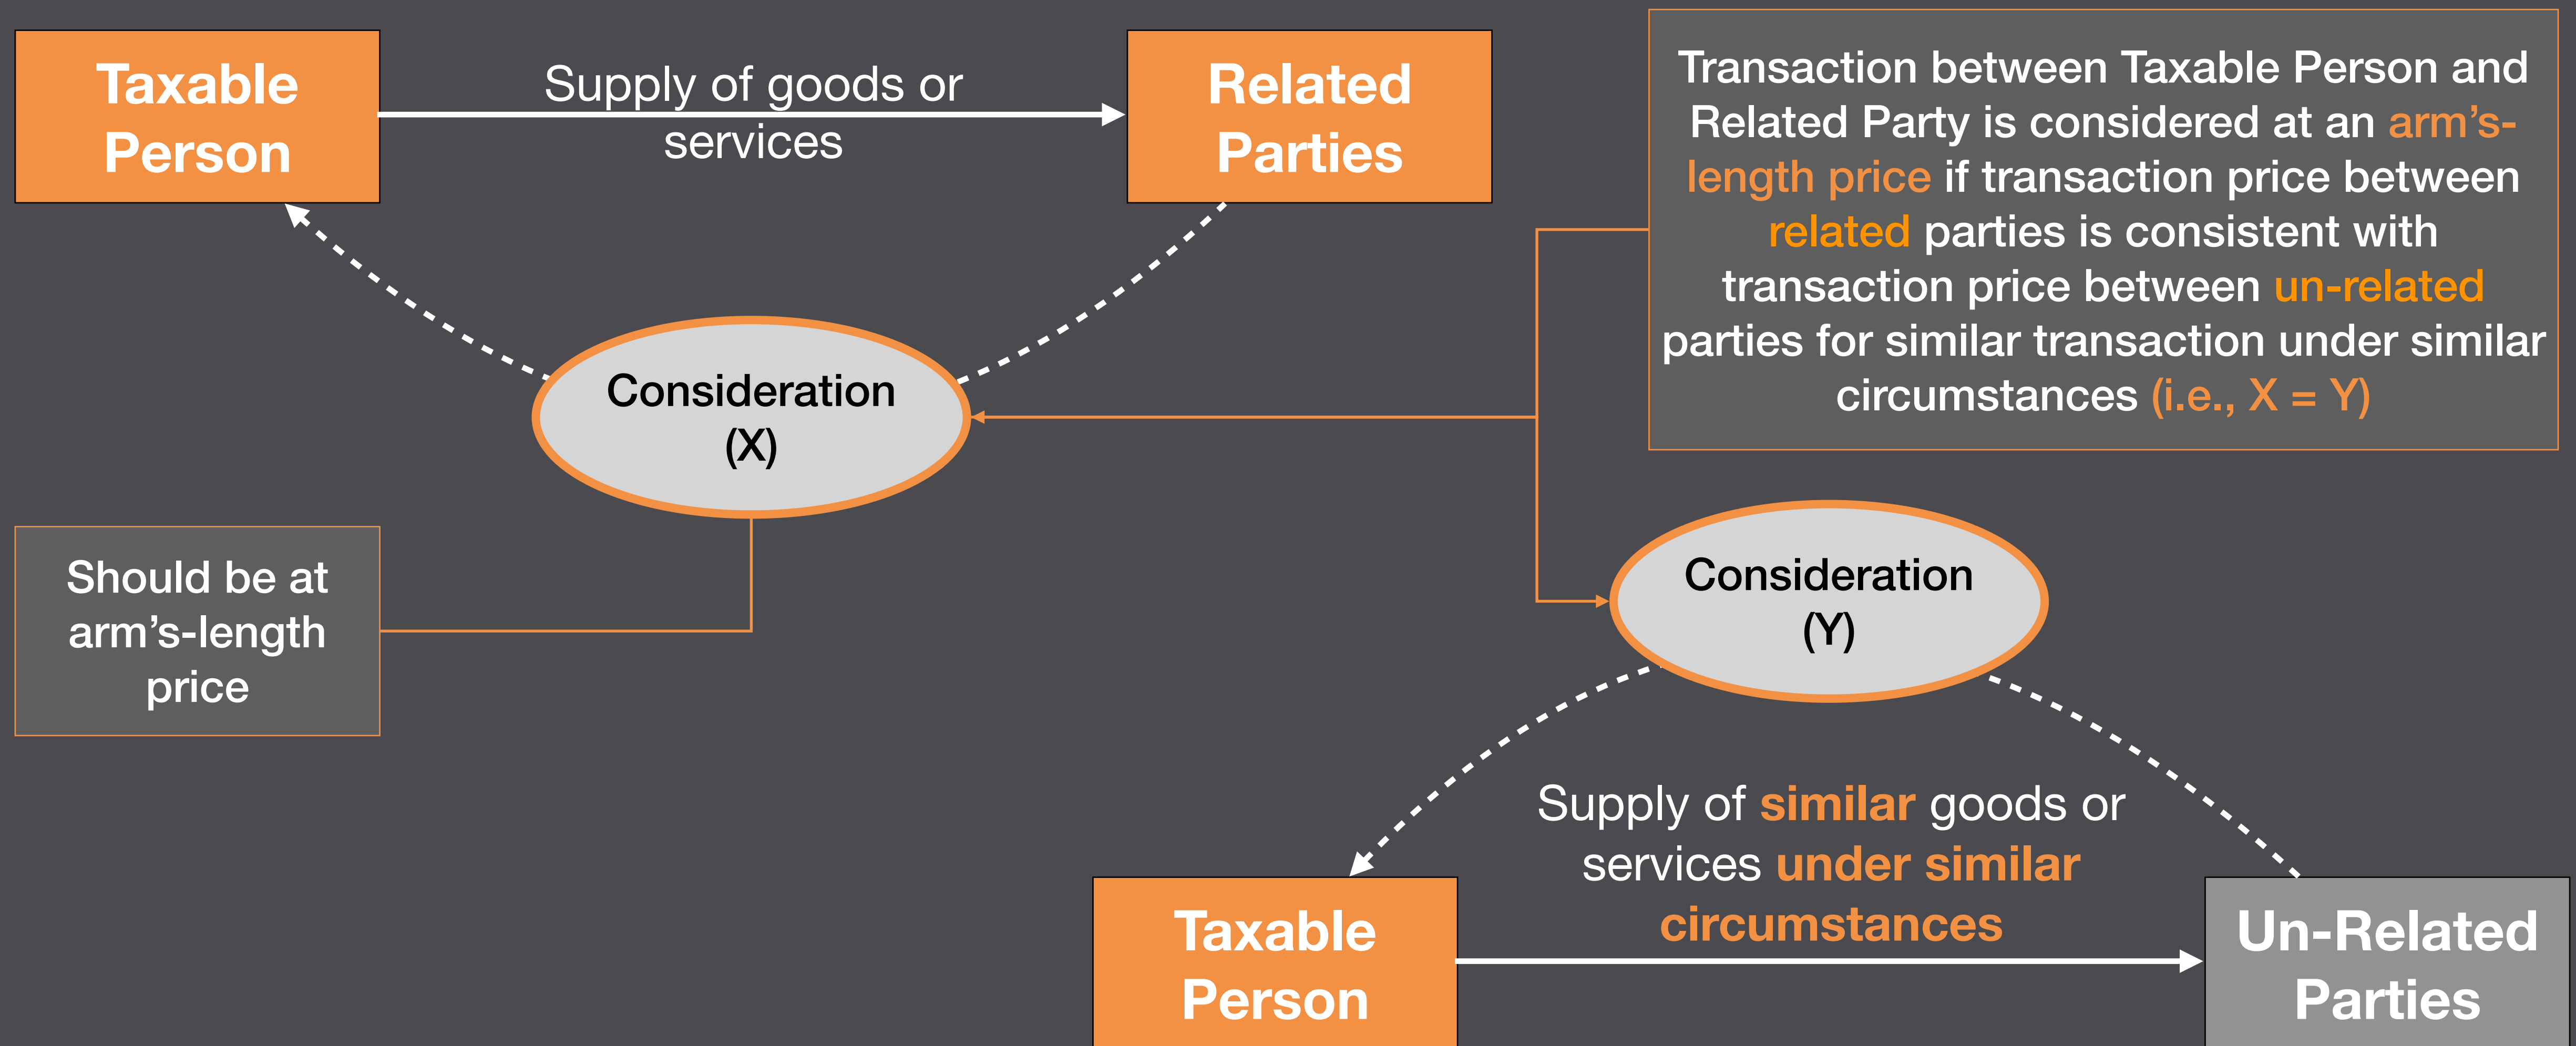 Taxable
Person
Supply of goods or
services
Related
Parties
Transaction between Taxable Person and
Related Party is considered at an arm’s-
length price if transaction price between
related parties is consistent with
transaction price between un-related
parties for similar transaction under similar
circumstances (i.e., X = Y)
Consideration
(X)
Should be at
arm’s-length
price
Consideration
(Y)
Supply of similar goods or
services under similar
circumstances
Taxable
Person
Un-Related
Parties